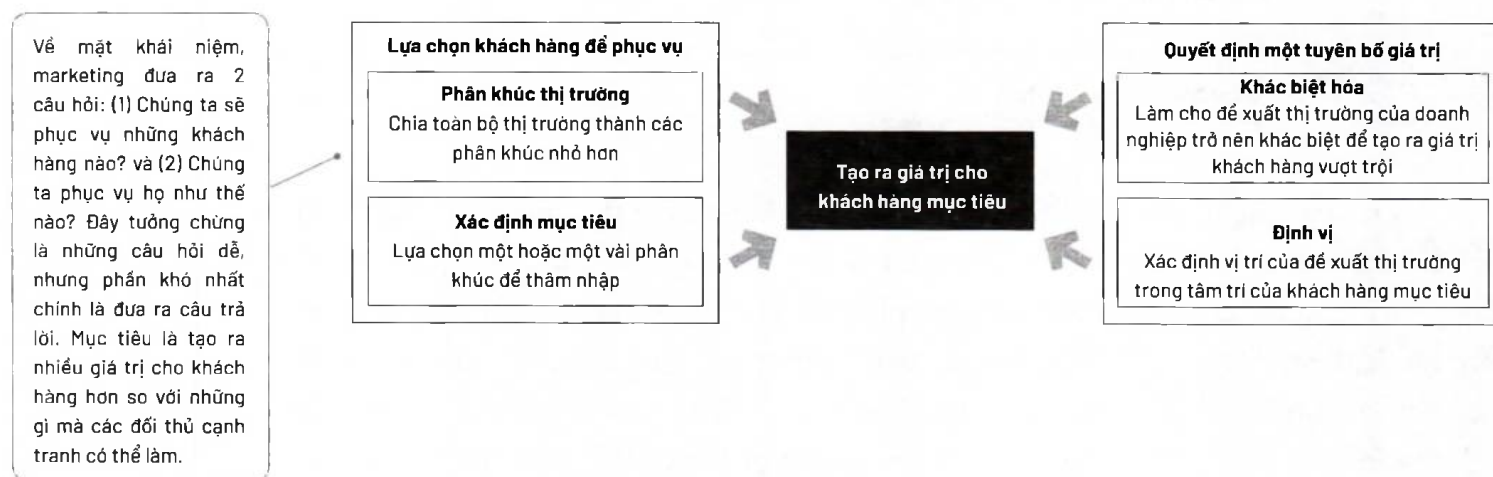 Về mặt khái niệm,
marketing đưa ra 2
câu hỏi: (1) Chúng ta sẽ
phục vụ những khách
hàng nào? và (2) Chúng
ta phục vụ họ như thế
nào? Đây tưởng chừng
là những câu hỏi dễ,
nhưng phần khó nhất
chính là đưa ra câu trả
lời. Mục tiêu là tạo ra
nhiều giá trị cho khách
hàng hơn so với những
gì mà các đối thủ cạnh
tranh có thể làm.
Lựa chọn khách hàng để phục vụ
Phân khúc thị trường
Chia toàn bộ thị trường thành các
phân khúc nhỏ hơn
Xác định mục tiêu
Lựa chọn một hoặc một vài phân
khúc để thâm nhập
Tạo ra giá trị cho
khách hàng mục tiêu
Quyết định một tuyên bố giá trị
Khác biệt hóa
Làm cho đề xuất thị trường của doanh
nghiệp trở nên khác biệt để tạo ra giá trị
khách hàng vượt trội
Định vị
Xác định vị trí của đề xuất thị trường
trong tâm trí của khách hàng mục tiêu